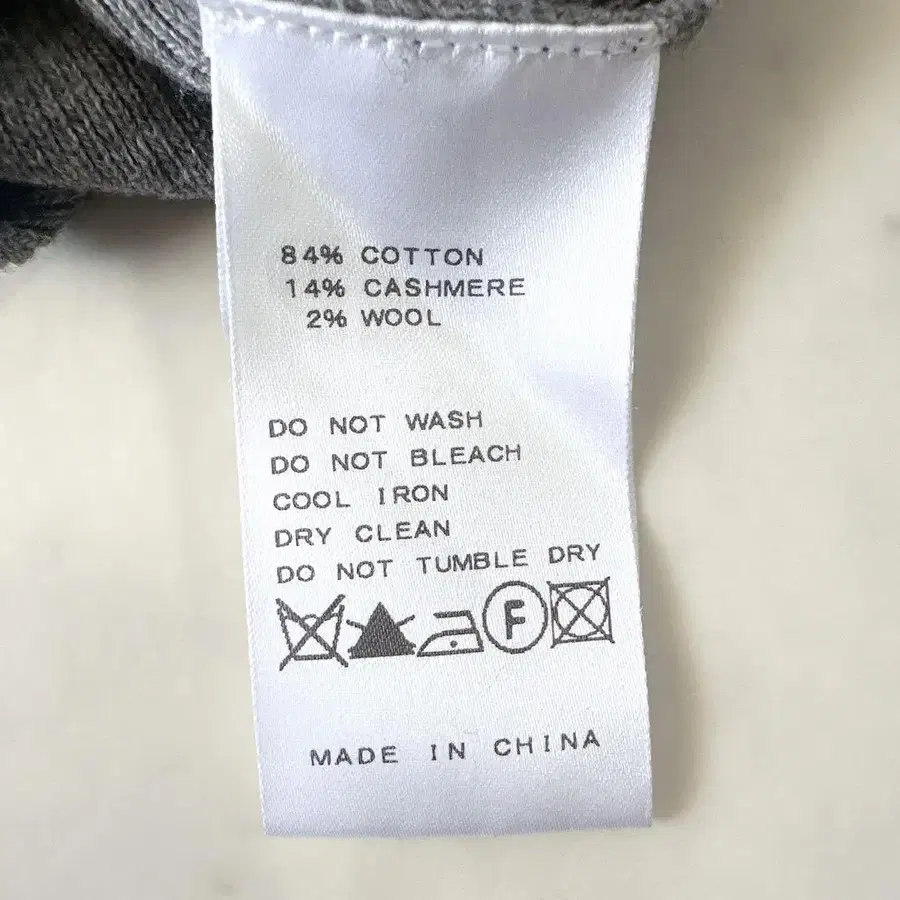 84% COTTON
14% CASHMERE
2% WOOL
DO NOT WASH
DO NOT BLEACH
COOL IRON
DRY CLEAN
DO NOT TUMBLE DRY
F
MADE IN CHINA